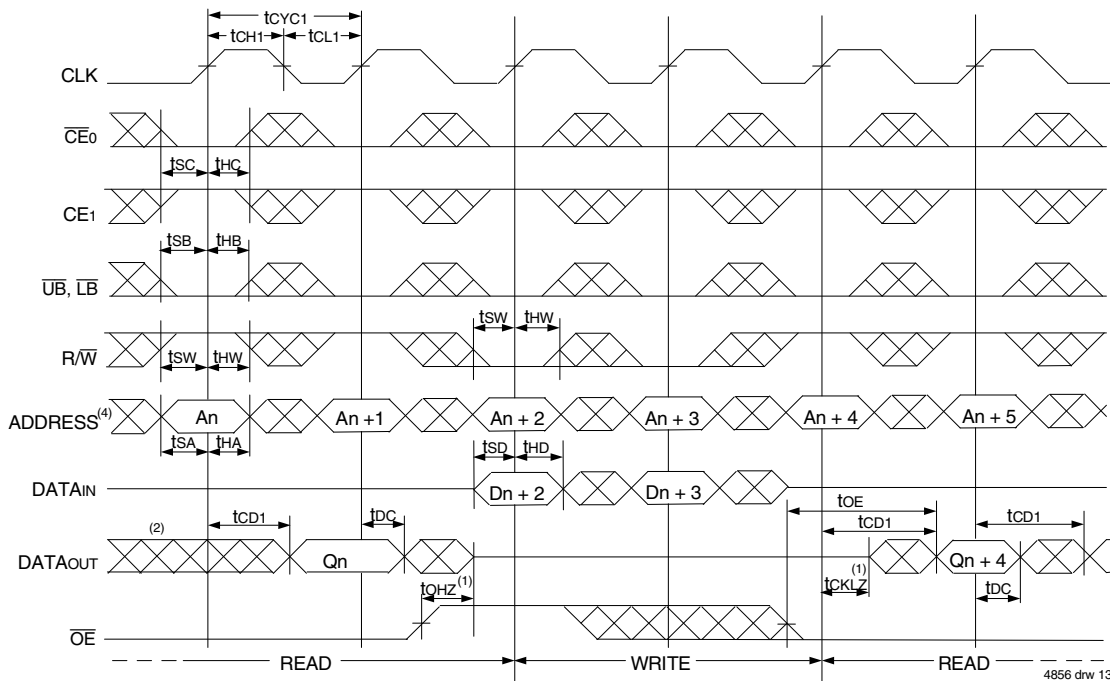 tCYC1
tCH1 tCL1
CLK
CE0
tSC tHC
CE1
tSB tHB
UB, LB
tSW tHW
R/W
tSW tHW
ADDRESS(4) An An +1 An + 2 An + 3 An + 4 An + 5
tSA tHA
tSD tHD
DATAIN Dn + 2 Dn + 3
tOE
(2) tCD1 tDC tCD1 tCD1
DATAOUT Qn Qn + 4
tOHZ(1) tCKLZ(1) tDC
OE
READ WRITE READ
4856 drw 13